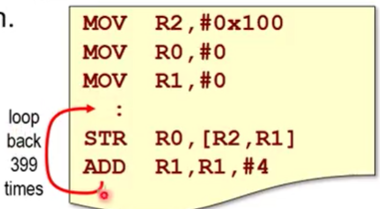 n.
MOV R2,#0x100
MOV R0,#0
MOV R1,#0
:
STR R0,[R2,R1]
ADD R1,R1,#4
loop
back
399
times